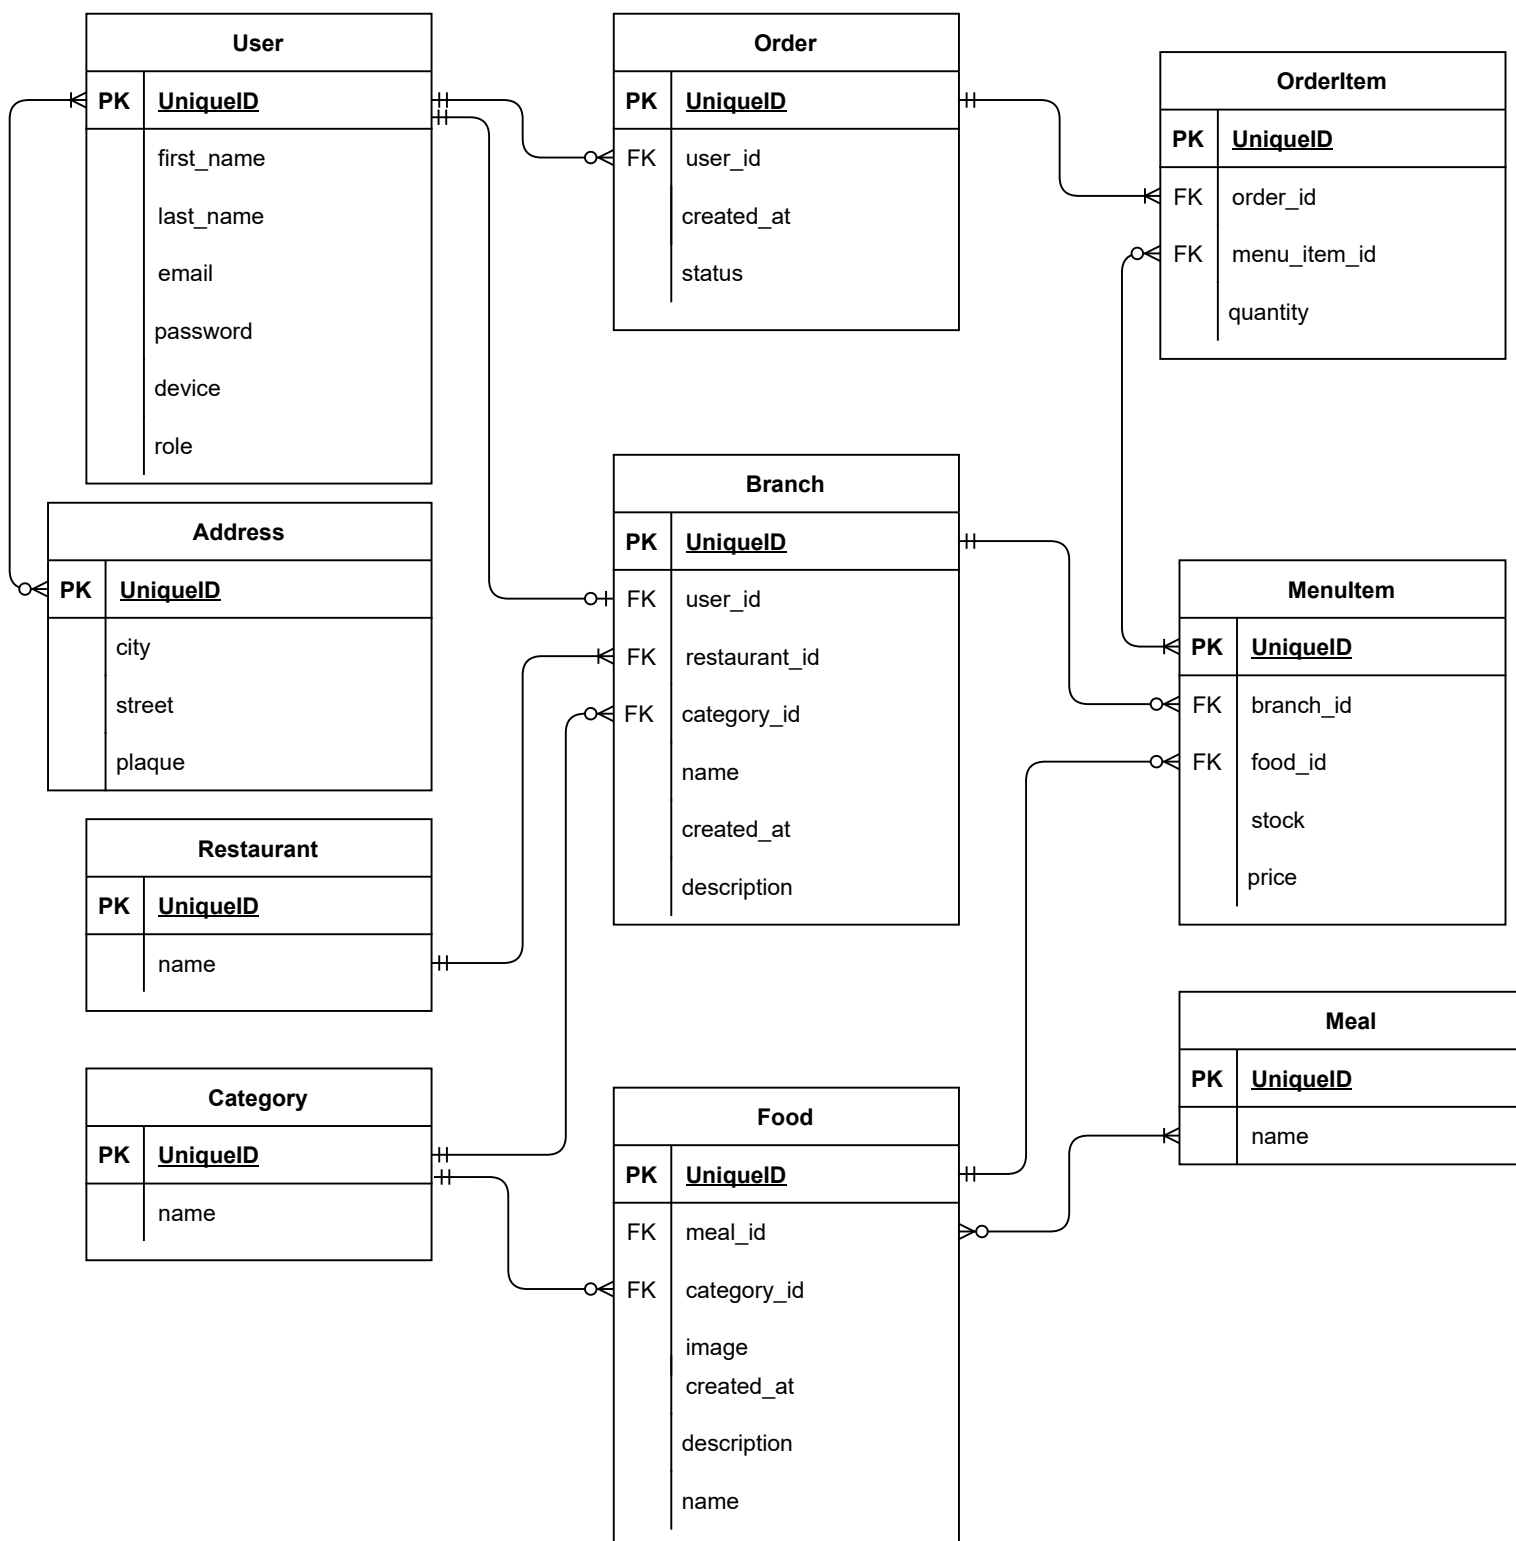 User
PK UniqueID
first_name
last_name
email
password
device
role
Order
PK UniqueID
FK user_id
created_at
status
OrderItem
PK UniqueID
FK order_id
FK menu_item_id
quantity
Address
PK UniqueID
city
street
plaque
Branch
PK UniqueID
FK user_id
FK restaurant_id
FK category_id
name
created_at
description
MenuItem
PK UniqueID
FK branch_id
FK food_id
stock
price
Restaurant
PK UniqueID
name
Category
PK UniqueID
name
Food
PK UniqueID
FK meal_id
FK category_id
image
created_at
description
name
Meal
PK UniqueID
name